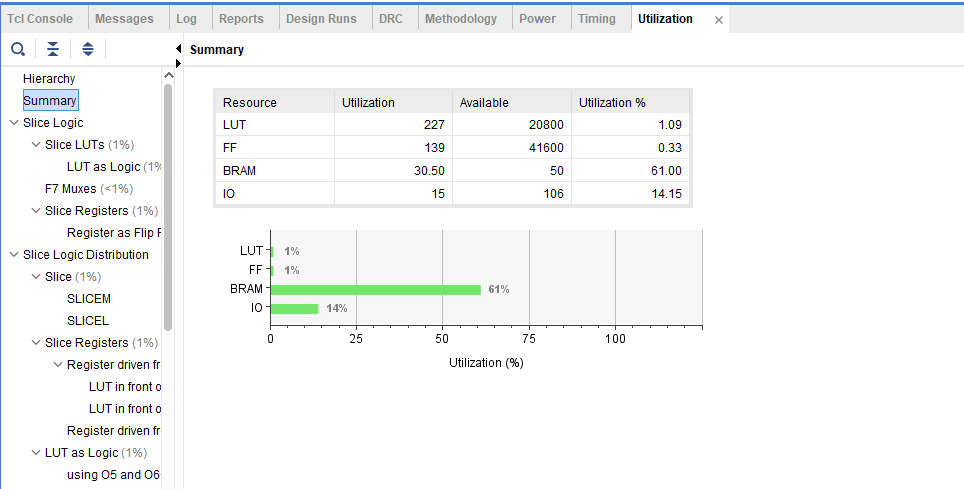 Tcl Console Messages Log Reports Design Runs DRC Methodology Power Timing Utilization ×
Summary
Hierarchy
Summary
Slice Logic
Slice LUTs (1%)
LUT as Logic (1%
F7 Muxes (<1%)
Slice Registers (1%)
Register as Flip F
Slice Logic Distribution
Slice (1%)
SLICEM
SLICEL
Slice Registers (1%)
Register driven fr
LUT in front o
LUT in front o
Register driven fr
LUT as Logic (1%)
using O5 and O6
Resource Utilization Available Utilization %
LUT 227 20800 1.09
FF 139 41600 0.33
BRAM 30.50 50 61.00
IO 15 106 14.15
LUT 1%
FF 1%
BRAM 61%
IO 14%
0 25 50 75 100
Utilization (%)